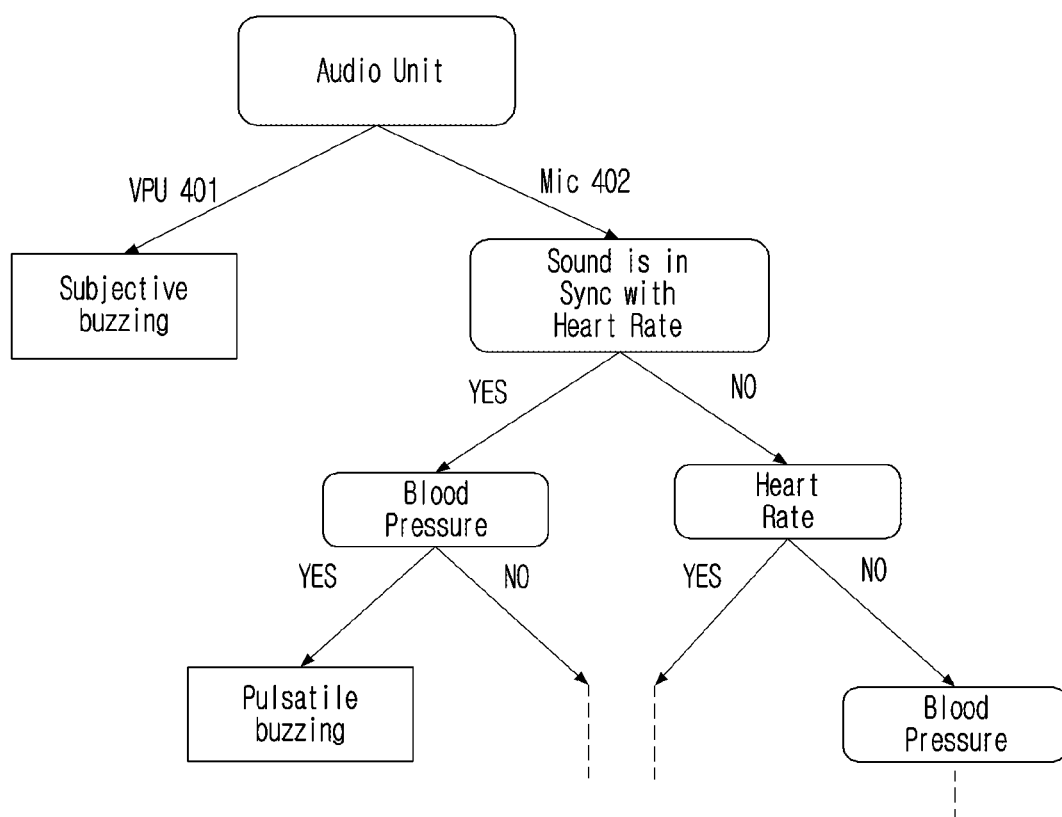 Audio Unit
VPU 401
Mic 402
Subjective
buzzing
Sound is in
Sync with
Heart Rate
YES
NO
Blood
Pressure
Heart
Rate
YES
NO
YES
NO
Pulsatile
buzzing
Blood
Pressure